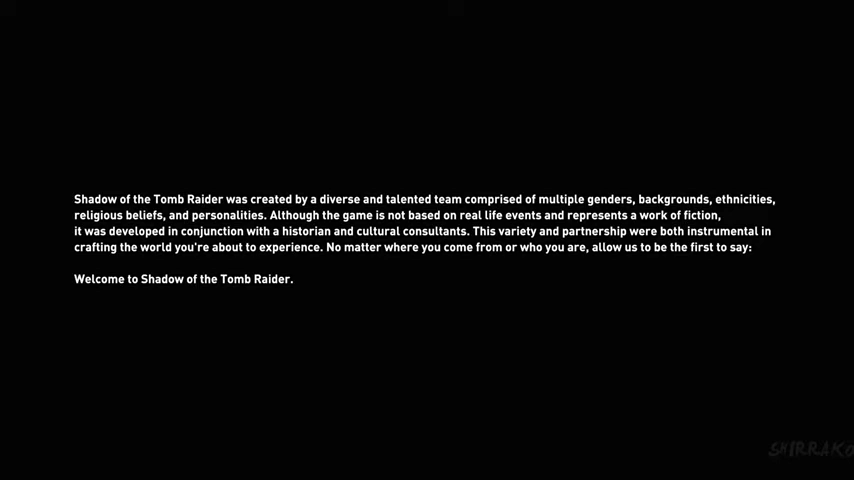 Shadow of the Tomb Raider was created by a diverse and talented team comprised of multiple genders, backgrounds, ethnicities,
religious beliefs, and personalities. Although the game is not based on real life events and represents a work of fiction,
it was developed in conjunction with a historian and cultural consultants. This variety and partnership were both instrumental in
crafting the world you're about to experience. No matter where you come from or who you are, allow us to be the first to say:
Welcome to Shadow of the Tomb Raider.
SHIRRAKO